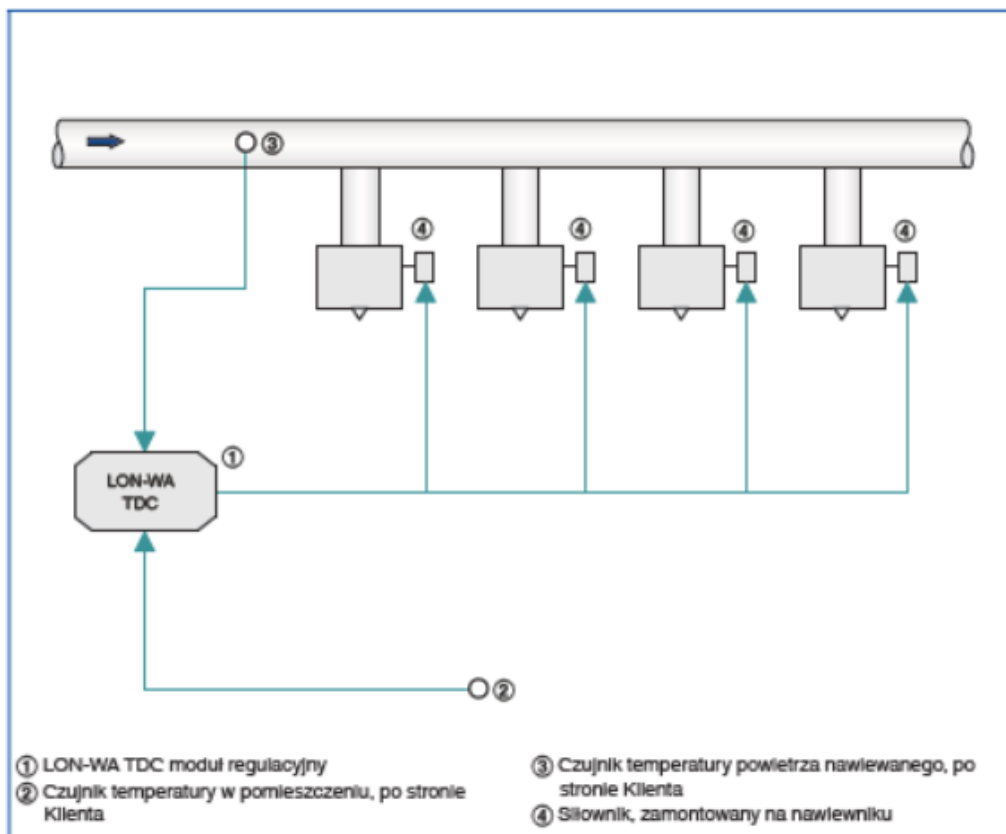 ③
④ ④ ④ ④
LON-WA
TDC
①
②
① LON-WA TDC moduł regulacyjny
② Czujnik temperatury w pomieszczeniu, po stronie
Klienta
③ Czujnik temperatury powietrza nawiewanego, po
stronie Klienta
④ Siłownik, zamontowany na nawiewniku